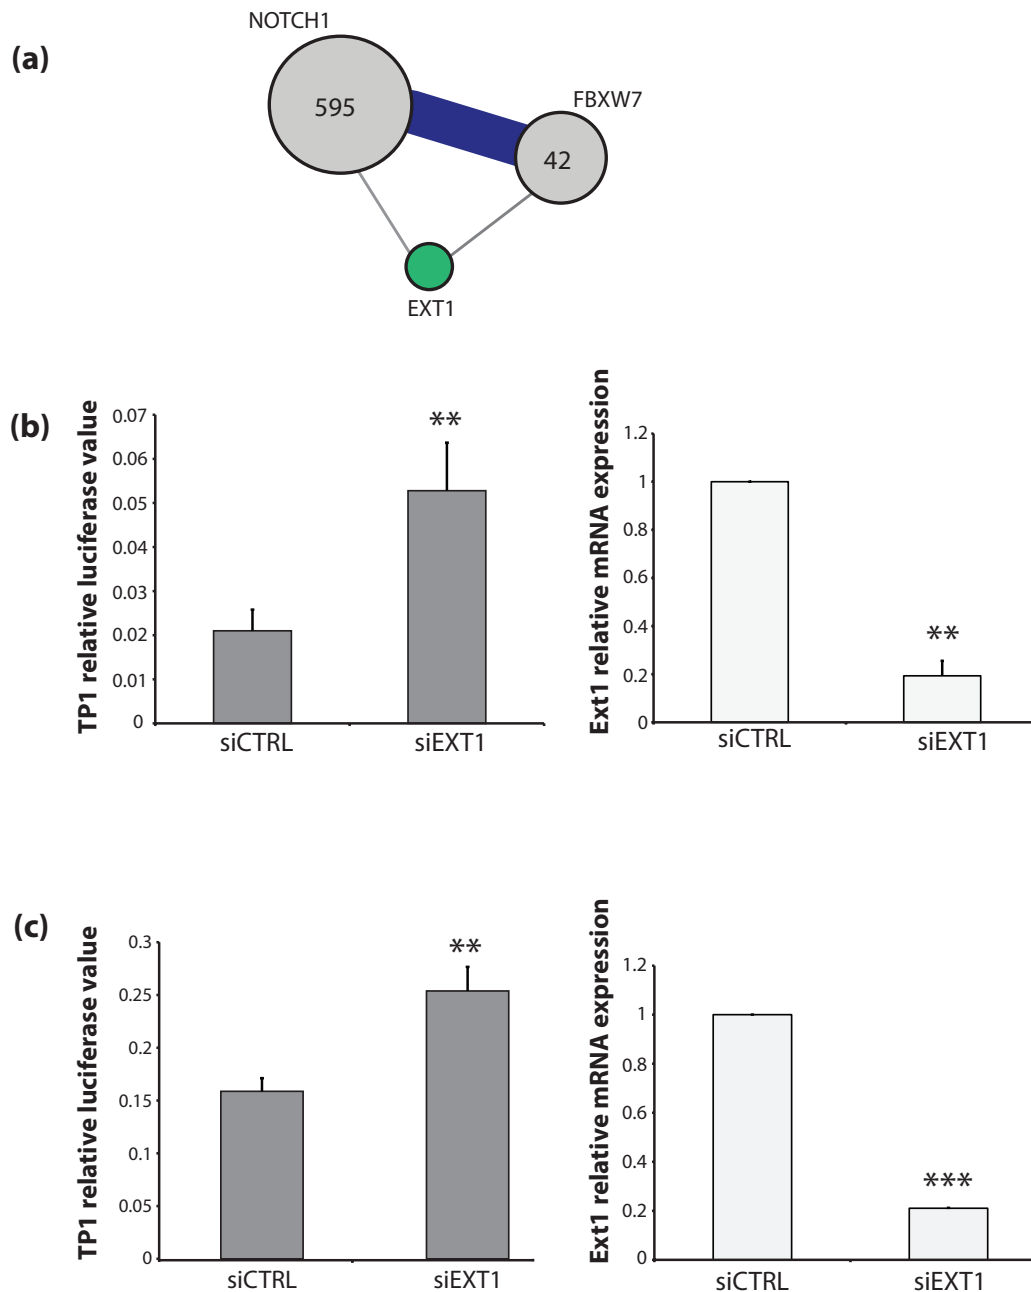 (a)
NOTCH1
595
FBXW7
42
EXT1
(b)
TP1 relative luciferase value
0.07
0.06
0.05
0.04
0.03
0.02
0.01
0
**
siCTRL
siEXT1
Ext1 relative mRNA expression
1.2
1
0.8
0.6
0.4
0.2
0
**
siCTRL
siEXT1
(c)
TP1 relative luciferase value
0.3
0.25
0.2
0.15
0.1
0.05
0
**
siCTRL
siEXT1
Ext1 relative mRNA expression
1.2
1
0.8
0.6
0.4
0.2
0
***
siCTRL
siEXT1